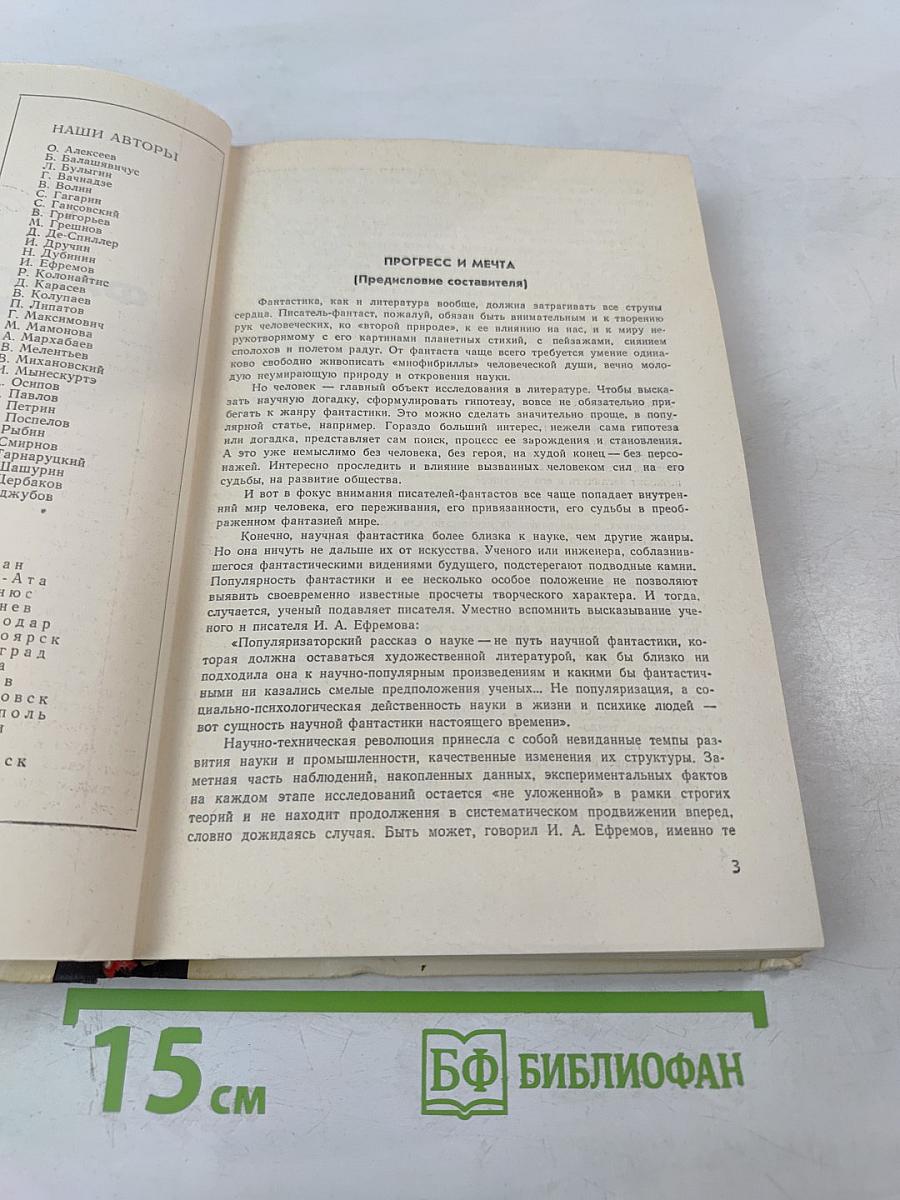 НАШИ АВТОРЫ
О. Алексеев
Б. Балашявичус
Л. Булыгин
Г. Вачнадзе
В. Волин
С. Гагарин
С. Гансовский
В. Григорьев
М. Грешнов
Д. Де-Спиллер
И. Дручин
Н. Дубинин
И. Ефремов
Р. Колонайтис
Д. Карасев
В. Колупаев
П. Липатов
Г. Максимович
М. Мамонова
А. Мархабаев
В. Мелентьев
В. Михановский
И. Мынескуртэ
Осипов
Павлов
Петрин
Поспелов
Рыбин
Смирнов
Гарнаруцкий
Шашурин
Щербаков
джубов
ан
-Ата
нюс
нев
одар
оярск
град
а
в
овск
поль
и
ск
ПРОГРЕСС И МЕЧТА
(Предисловие составителя)
Фантастика, как и литература вообще, должна затрагивать все струны
сердца. Писатель-фантаст, пожалуй, обязан быть внимательным и к творению
рук человеческих, ко «второй природе», к ее влиянию на нас, и к миру не-
рукотворимому с его картинами планетных стихий, с пейзажами, сиянием
сполохов и полетом радуг. От фантаста чаще всего требуется умение одина-
ково свободно живописать «миофибриллы» человеческой души, вечно моло-
дую неумирающую природу и откровения науки.
Но человек — главный объект исследования в литературе. Чтобы выска-
зать научную догадку, сформулировать гипотезу, вовсе не обязательно при-
бегать к жанру фантастики. Это можно сделать значительно проще, в попу-
лярной статье, например. Гораздо больший интерес, нежели сама гипотеза
или догадка, представляет сам поиск, процесс ее зарождения и становления.
А это уже немыслимо без человека, без героя, на худой конец — без персо-
нажей. Интересно проследить и влияние вызванных человеком сил на его
судьбы, на развитие общества.
И вот в фокус внимания писателей-фантастов все чаще попадает внутрен-
ний мир человека, его переживания, его привязанности, его судьбы в преоб-
раженном фантазией мире.
Конечно, научная фантастика более близка к науке, чем другие жанры.
Но она ничуть не дальше их от искусства. Ученого или инженера, соблазнив-
шегося фантастическими видениями будущего, подстерегают подводные камни.
Популярность фантастики и ее несколько особое положение не позволяют
выявить своевременно известные просчеты творческого характера. И тогда,
случается, ученый подавляет писателя. Уместно вспомнить высказывание уче-
ного и писателя И. А. Ефремова:
«Популяризаторский рассказ о науке — не путь научной фантастики, ко-
торая должна оставаться художественной литературой, как бы близко ни
подходила она к научно-популярным произведениям и какими бы фантастич-
ными ни казались смелые предположения ученых... Не популяризация, а со-
циально-психологическая действенность науки в жизни и психике людей —
вот сущность научной фантастики настоящего времени».
Научно-техническая революция принесла с собой невиданные темпы раз-
вития науки и промышленности, качественные изменения их структуры. За-
метная часть наблюдений, накопленных данных, экспериментальных фактов
на каждом этапе исследований остается «не уложенной» в рамки строгих
теорий и не находит продолжения в систематическом продвижении вперед,
словно дожидаясь случая. Быть может, говорил И. А. Ефремов, именно те
3
15 см
БФ БИБЛИОФАН